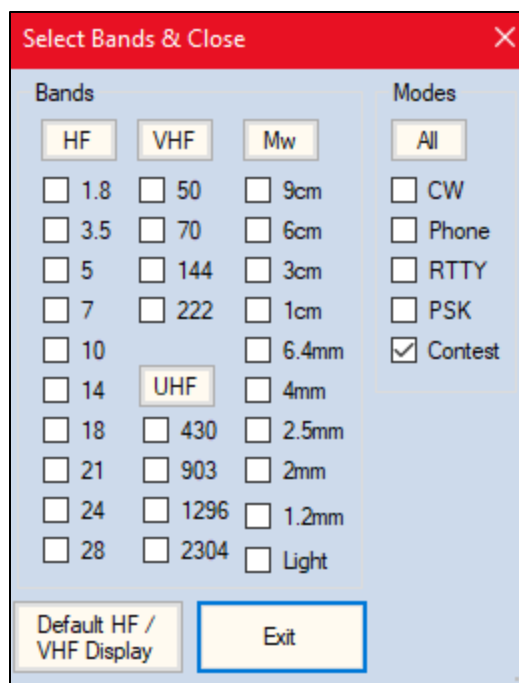 Select Bands & Close
Bands
Modes
HF VHF Mw All
1.8 50 9cm CW
3.5 70 6cm Phone
5 144 3cm RTTY
7 222 1cm PSK
10 6.4mm Contest
14 UHF 4mm
18 430 2.5mm
21 903 2mm
24 1296 1.2mm
28 2304 Light
Default HF /
VHF Display
Exit